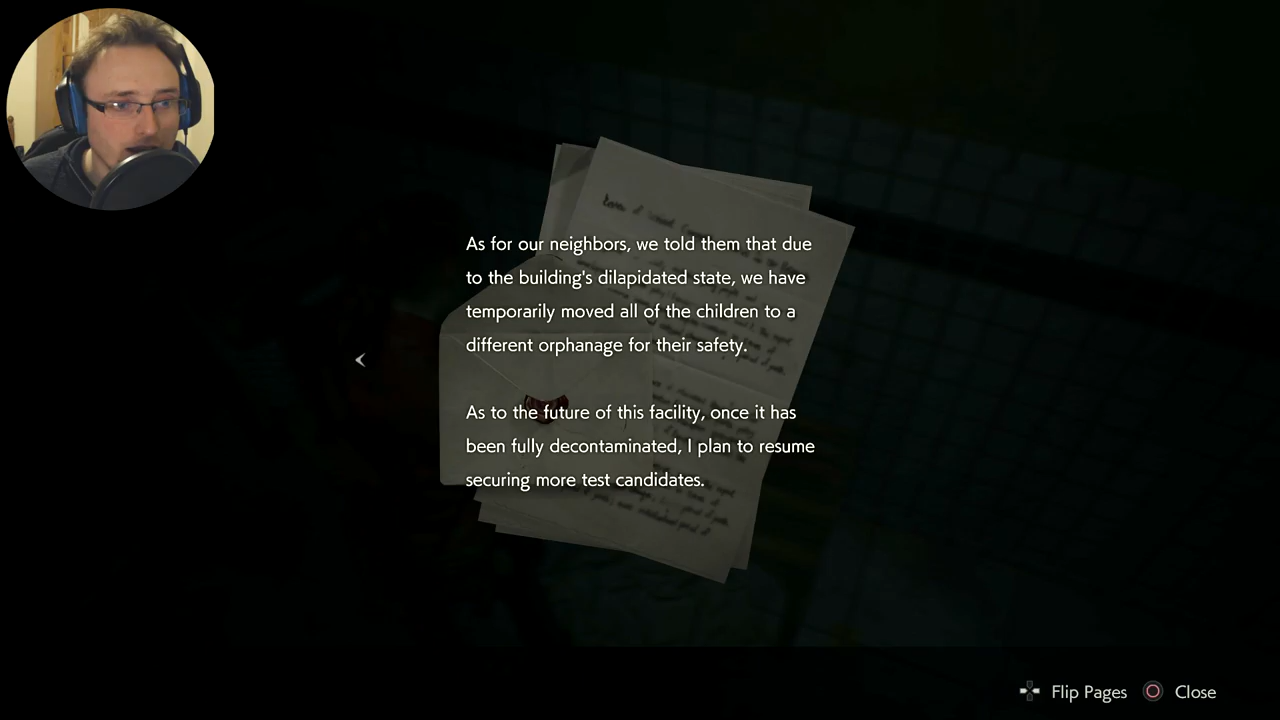 As for our neighbors, we told them that due
to the building's dilapidated state, we have
temporarily moved all of the children to a
different orphanage for their safety.
As to the future of this facility, once it has
been fully decontaminated, I plan to resume
securing more test candidates.
Flip Pages
Close